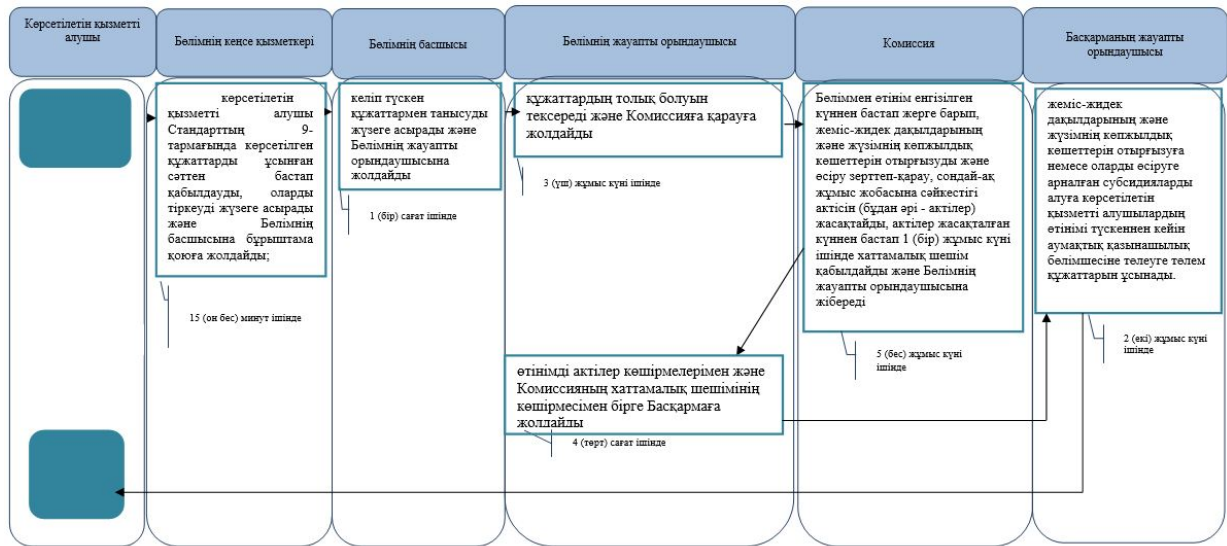 Көрсетілетін қызметті
алушы
Бөлімнің кеңсе қызметкері
Бөлімнің басшысы
Бөлімнің жауапты орындаушысы
Комиссия
Басқарманың жауапты
орындаушысы
көрсетілетін
қызметті алушы
Стандарттың 9-
тармағында көрсетілген
құжаттарды ұсынған
сәттен бастап
қабылдауды, оларды
тіркеуді жүзеге асырады
және Бөлімнің
басшысына бұрыштама
қоюға жолдайды;
15 (он бес) минут ішінде
келіп түскен
құжаттармен танысуды
жүзеге асырады және
Бөлімнің жауапты
орындаушысына
жолдайды
1 (бір) сағат ішінде
құжаттардың толық болуын
тексереді және Комиссияға қарауға
жолдайды
3 (үш) жұмыс күні ішінде
Бөліммен өтінім енгізілген
күннен бастап жерге барып,
жеміс-жидек дақылдарының
және жүзімнің көпжылдық
көшеттерін отырғызуды және
өсіру зерттеп-қарау, сондай-ақ
жұмыс жобасына сәйкестігі
актісін (бұдан әрі - актілер)
жасақтайды, актілер жасақталған
күннен бастап 1 (бір) жұмыс күні
ішінде хаттамалық шешім
қабылдайды және Бөлімнің
жауапты орындаушысына
жібереді
5 (бес) жұмыс күні
ішінде
жеміс-жидек
дақылдарының және
жүзімнің көпжылдық
көшеттерін отырғызуға
немесе оларды өсіруге
арналған субсидияларды
алуға көрсетілетін
қызметті алушылардың
өтінімі түскеннен кейін
аумақтық қазынашылық
бөлімшесіне төлеуге төлем
құжаттарын ұсынады.
2 (екі) жұмыс күні
ішінде
өтінімді актілер көшірмелерімен және
Комиссияның хаттамалық шешімінің
көшірмесімен бірге Басқармаға
жолдайды
4 (төрт) сағат ішінде